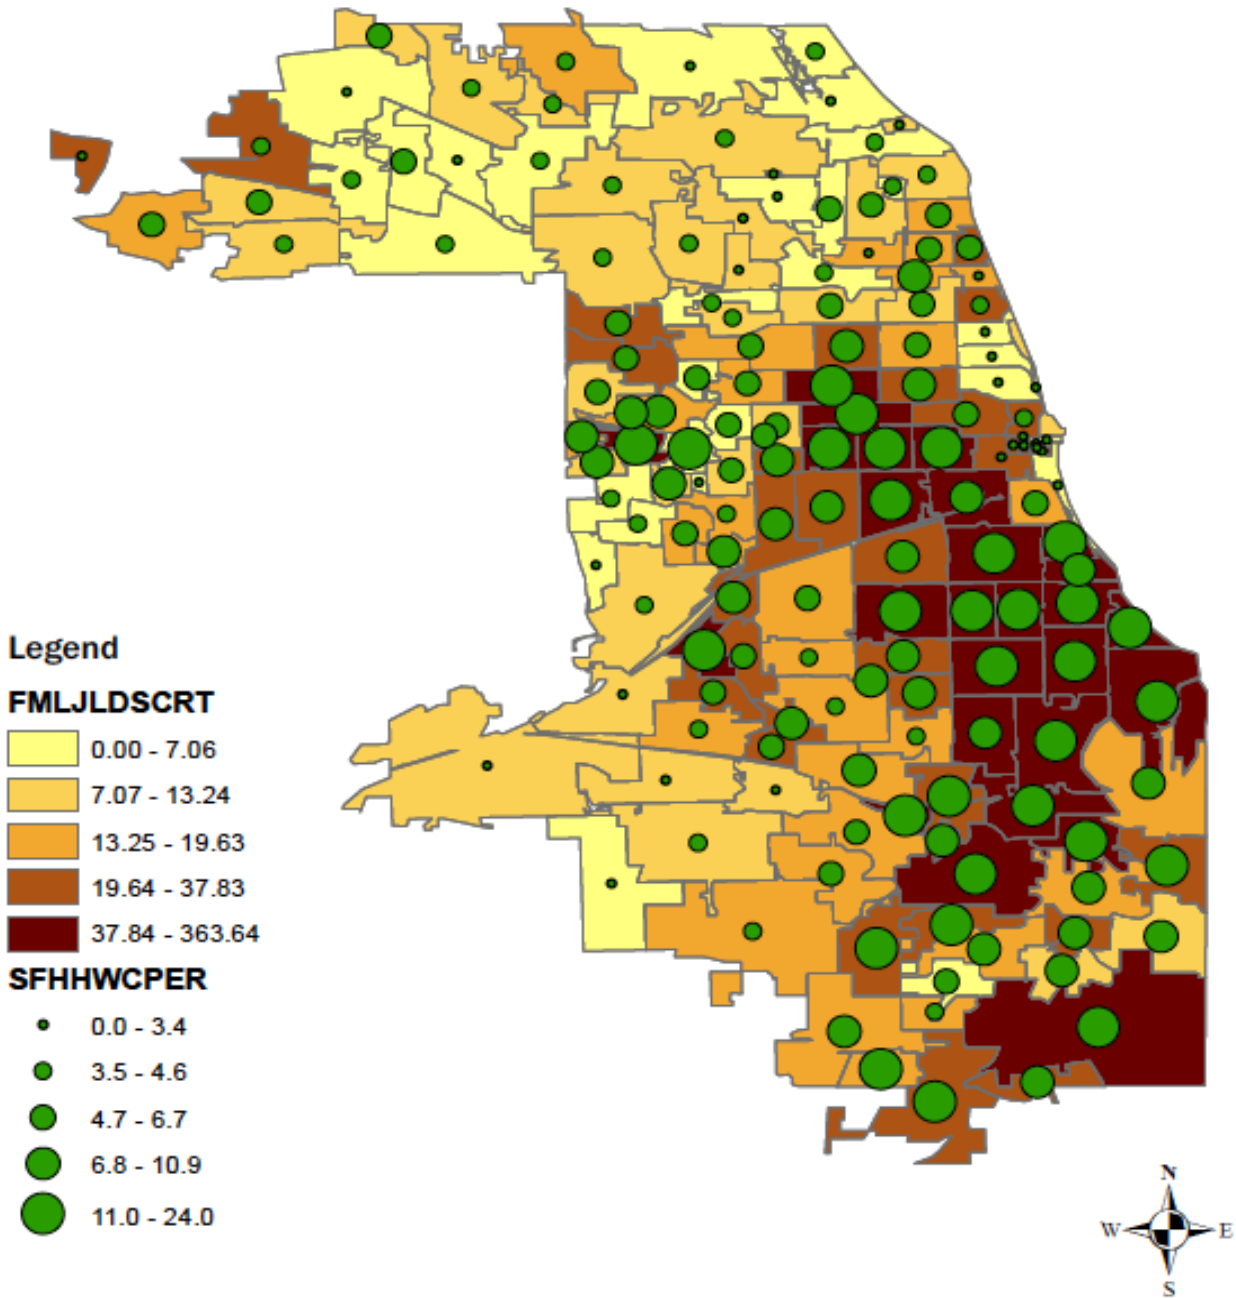 Legend
FMLJLDSCRT
0.00 - 7.06
7.07 - 13.24
13.25 - 19.63
19.64 - 37.83
37.84 - 363.64
SFHHWCPER
0.0 - 3.4
3.5 - 4.6
4.7 - 6.7
6.8 - 10.9
11.0 - 24.0
N
W E
S